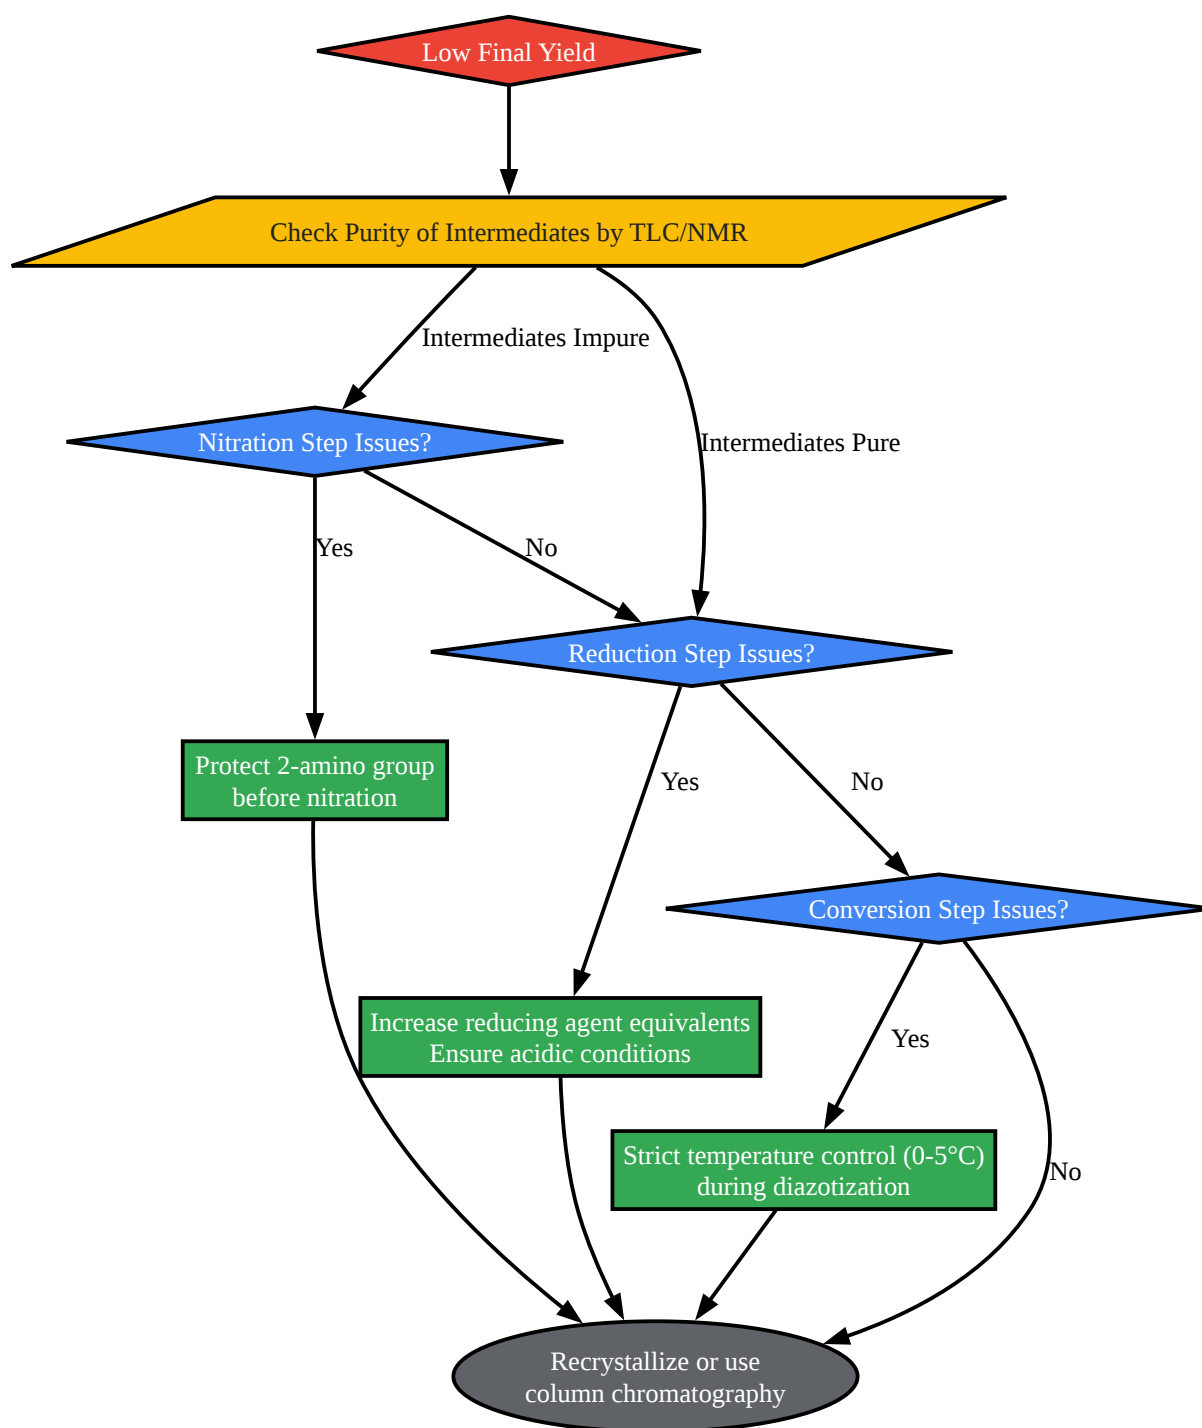 Low Final Yield
Check Purity of Intermediates by TLC/NMR
Intermediates Impure
Nitration Step Issues?
Intermediates Pure
Yes
No
Reduction Step Issues?
Protect 2-amino group
before nitration
Yes
No
Conversion Step Issues?
Increase reducing agent equivalents
Ensure acidic conditions
Yes
Strict temperature control (0-5°C)
during diazotization
No
Recrystallize or use
column chromatography